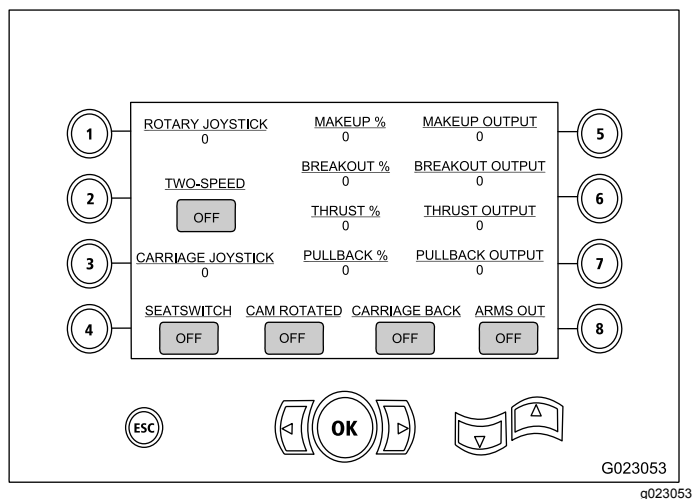 ROTARY JOYSTICK MAKEUP % MAKEUP OUTPUT
0 0 0
BREAKOUT % BREAKOUT OUTPUT
0 0
TWO-SPEED
OFF
THRUST % THRUST OUTPUT
0 0
CARRIAGE JOYSTICK PULLBACK % PULLBACK OUTPUT
0 0 0
SEATSWITCH CAM ROTATED CARRIAGE BACK ARMS OUT
OFF OFF OFF OFF
1
2
3
4
5
6
7
8
ESC
OK
G023053
g023053